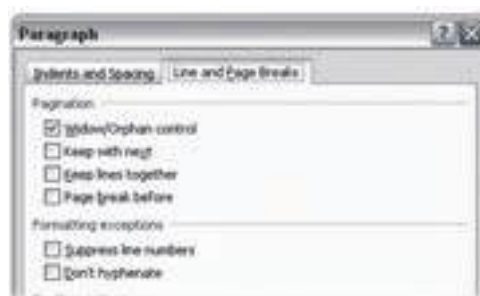 Paragraph
Indents and Spacing Line and Page Breaks
Pagination
Widow/Orphan control
Keep with next
Keep lines together
Page break before
Formatting exceptions
Suppress line numbers
Don't hyphenate